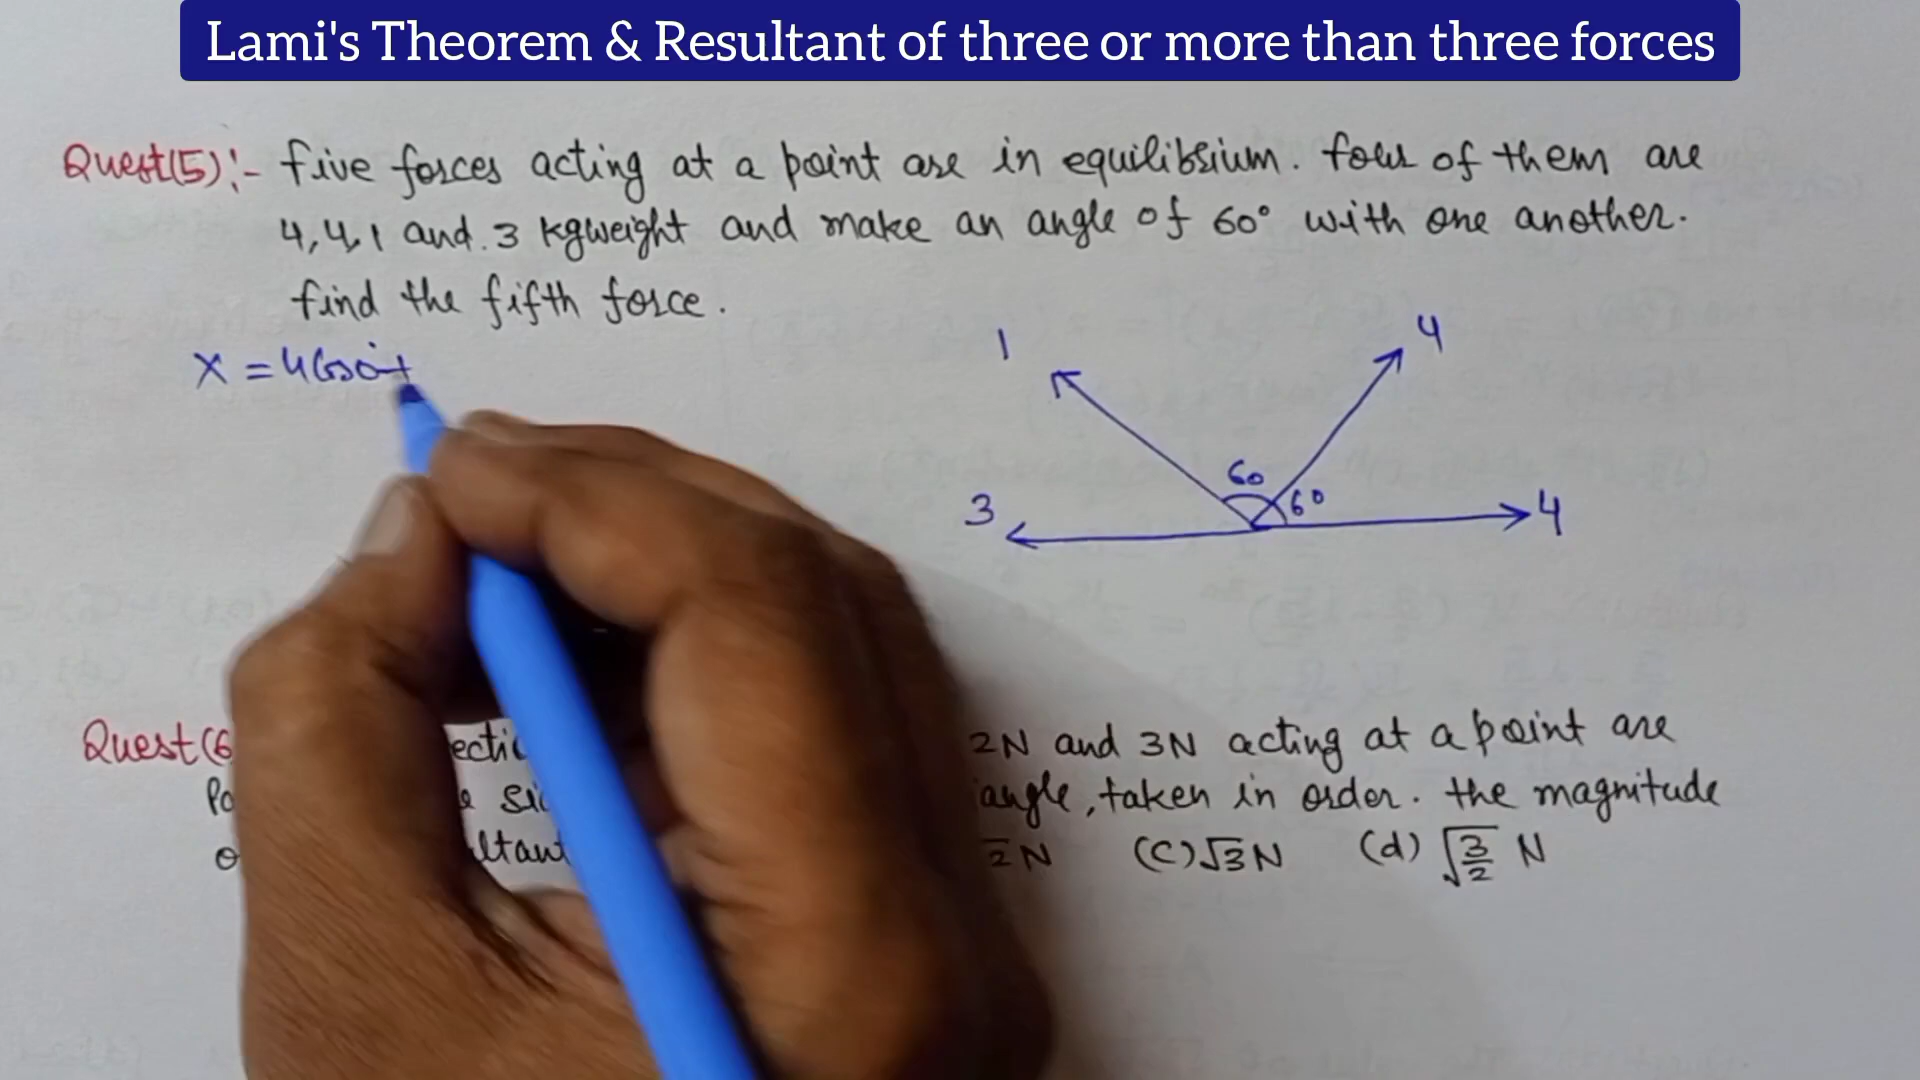 Lami's Theorem & Resultant of three or more than three forces
Quest(5):- five forces acting at a point are in equilibrium. four of them are
4, 4, 1 and 3 kgweight and make an angle of 60° with one another.
find the fifth force.
X = 4Cos0+
1
4
60
60
3
4
Quest(6 2N and 3N acting at a point are
angle, taken in order. the magnitude
(c) √3N (d) √3/2 N